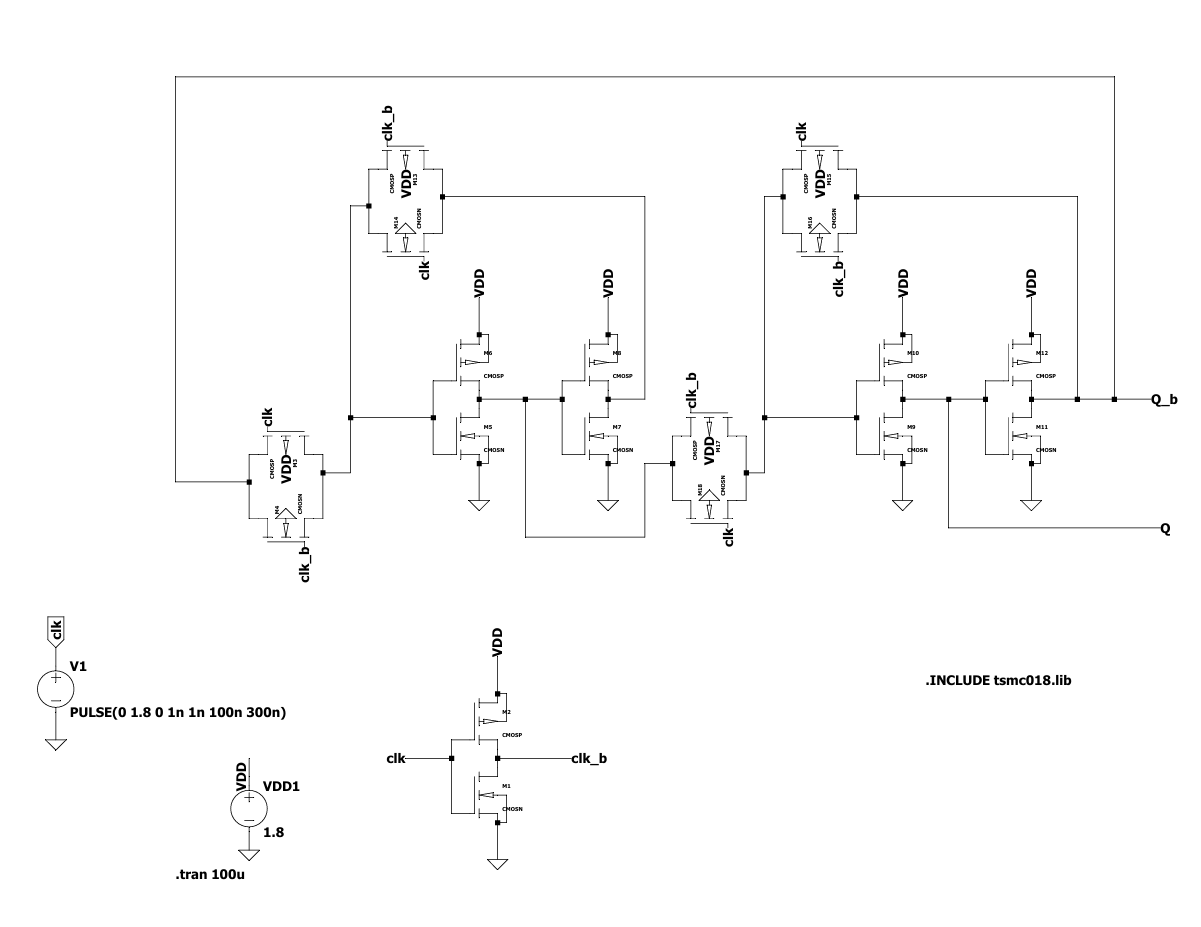 clk_b
clk
CMOSP
VDD
M13
M14
CMOSN
clk
CMOSP
VDD
M15
M16
CMOSN
clk_b
VDD
VDD
VDD
VDD
M6
CMOSP
M8
CMOSP
M10
CMOSP
M12
CMOSP
clk_b
Q_b
clk
M5
CMOSN
M7
CMOSN
M9
CMOSN
M11
CMOSN
CMOSP
VDD
M3
M4
CMOSN
clk_b
CMOSP
VDD
M17
M18
CMOSN
clk
Q
clk
V1
PULSE(0 1.8 0 1n 1n 100n 300n)
VDD
.INCLUDE tsmc018.lib
M2
CMOSP
clk
clk_b
M1
CMOSN
VDD
VDD1
1.8
.tran 100u